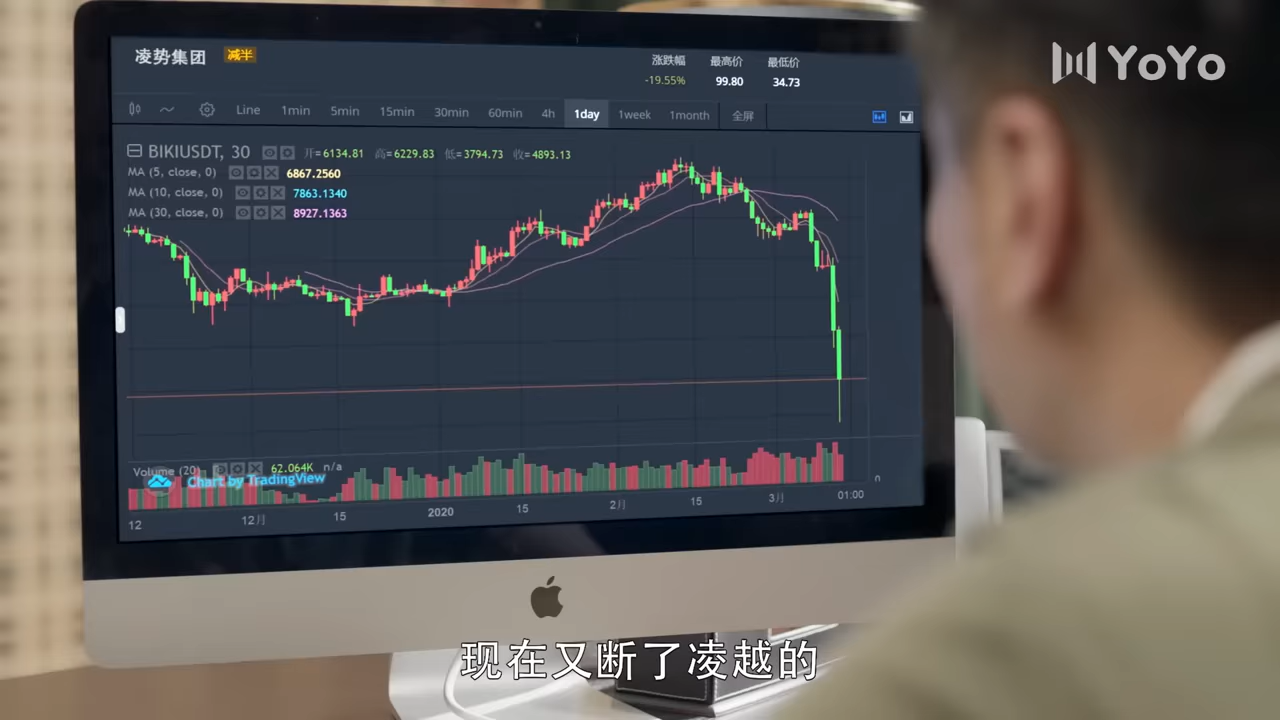 凌势集团 减半
涨跌幅 最高价 最低价
-19.55% 99.80 34.73
YoYo
Line 1min 5min 15min 30min 60min 4h 1day 1week 1month 全屏
BIKIUSDT, 30 开=6134.81 高=6229.83 低=3794.73 收=4893.13
MA (5, close, 0) 6867.2560
MA (10, close, 0) 7863.1340
MA (30, close, 0) 8927.1363
Volume (20) 62.064K n/a
Chart by TradingView
12 12月 15 2020 15 2月 15 3月 01:00
n
现在又断了凌越的